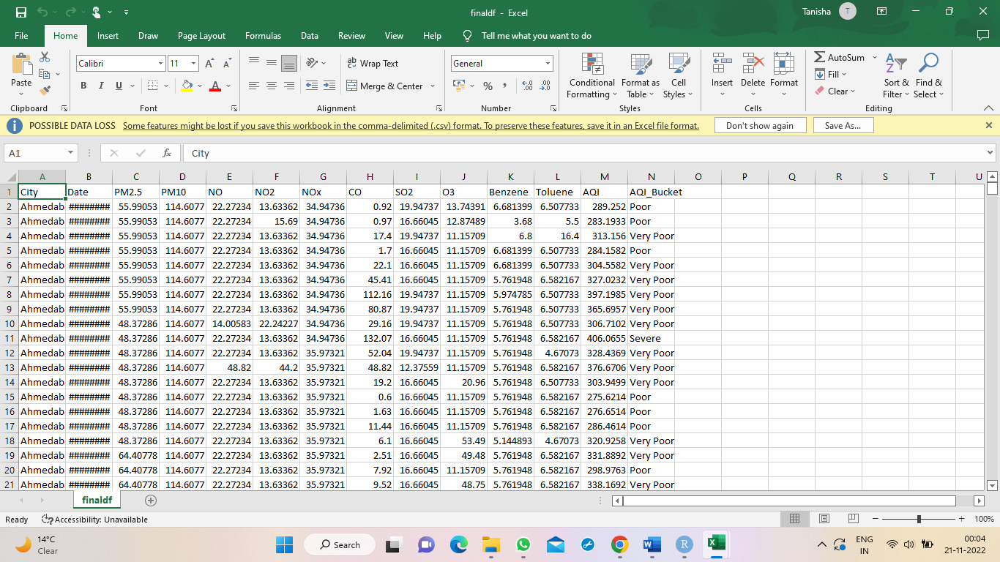 finaldf - Excel
Tanisha T
File Home Insert Draw Page Layout Formulas Data Review View Help Tell me what you want to do
Paste
Clipboard
Calibri 11
B I U
Font
Wrap Text
Merge & Center
Alignment
General
Number
Conditional Formatting
Format as Table
Cell Styles
Styles
Insert Delete Format
Cells
AutoSum
Fill
Clear
Sort & Filter
Find & Select
Editing
POSSIBLE DATA LOSS Some features might be lost if you save this workbook in the comma-delimited (.csv) format. To preserve these features, save it in an Excel file format. Don't show again Save As...
A1 fx City
A B C D E F G H I J K L M N O P Q R S T U
1 City Date PM2.5 PM10 NO NO2 NOx CO SO2 O3 Benzene Toluene AQI AQI_Bucket
2 Ahmedab ######## 55.99053 114.6077 22.27234 13.63362 34.94736 0.92 19.94737 13.74391 6.681399 6.507733 289.252 Poor
3 Ahmedab ######## 55.99053 114.6077 22.27234 15.69 34.94736 0.97 16.66045 12.87489 3.68 5.5 283.1933 Poor
4 Ahmedab ######## 55.99053 114.6077 22.27234 13.63362 34.94736 17.4 19.94737 11.15709 6.8 16.4 313.156 Very Poor
5 Ahmedab ######## 55.99053 114.6077 22.27234 13.63362 34.94736 1.7 16.66045 11.15709 6.681399 6.507733 284.1582 Poor
6 Ahmedab ######## 55.99053 114.6077 22.27234 13.63362 34.94736 22.1 16.66045 11.15709 6.681399 6.507733 304.5582 Very Poor
7 Ahmedab ######## 55.99053 114.6077 22.27234 13.63362 34.94736 45.41 16.66045 11.15709 5.761948 6.582167 327.0232 Very Poor
8 Ahmedab ######## 55.99053 114.6077 22.27234 13.63362 34.94736 112.16 19.94737 11.15709 5.974785 6.507733 397.1985 Very Poor
9 Ahmedab ######## 55.99053 114.6077 22.27234 13.63362 34.94736 80.87 19.94737 11.15709 5.761948 6.507733 365.6957 Very Poor
10 Ahmedab ######## 48.37286 114.6077 14.00583 22.24227 34.94736 29.16 19.94737 11.15709 5.761948 6.507733 306.7102 Very Poor
11 Ahmedab ######## 48.37286 114.6077 22.27234 13.63362 34.94736 132.07 16.66045 11.15709 5.761948 6.582167 406.0655 Severe
12 Ahmedab ######## 48.37286 114.6077 22.27234 13.63362 35.97321 52.04 19.94737 11.15709 5.761948 4.67073 328.4369 Very Poor
13 Ahmedab ######## 48.37286 114.6077 48.82 44.2 35.97321 48.82 12.37559 11.15709 5.761948 6.582167 376.6706 Very Poor
14 Ahmedab ######## 48.37286 114.6077 22.27234 13.63362 35.97321 19.2 16.66045 20.96 5.761948 6.507733 303.9499 Very Poor
15 Ahmedab ######## 48.37286 114.6077 22.27234 13.63362 35.97321 0.6 16.66045 11.15709 5.761948 6.582167 275.6214 Poor
16 Ahmedab ######## 48.37286 114.6077 22.27234 13.63362 35.97321 1.63 16.66045 11.15709 5.761948 6.582167 276.6514 Poor
17 Ahmedab ######## 48.37286 114.6077 22.27234 13.63362 35.97321 11.44 16.66045 11.15709 5.761948 6.582167 286.4614 Poor
18 Ahmedab ######## 48.37286 114.6077 22.27234 13.63362 35.97321 6.1 16.66045 53.49 5.144893 4.67073 320.9258 Very Poor
19 Ahmedab ######## 64.40778 114.6077 22.27234 13.63362 35.97321 2.51 16.66045 49.48 5.761948 6.582167 331.8892 Very Poor
20 Ahmedab ######## 64.40778 114.6077 22.27234 13.63362 35.97321 7.92 16.66045 11.15709 5.761948 6.582167 298.9763 Poor
21 Ahmedab ######## 64.40778 114.6077 22.27234 13.63362 35.97321 9.52 16.66045 48.75 5.761948 6.582167 338.1692 Very Poor
finaldf
Ready Accessibility: Unavailable 100%
14°C
Clear
Search
ENG
IN
00:04
21-11-2022